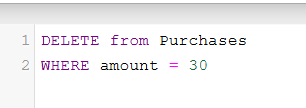 1 DELETE from Purchases
2 WHERE amount = 30